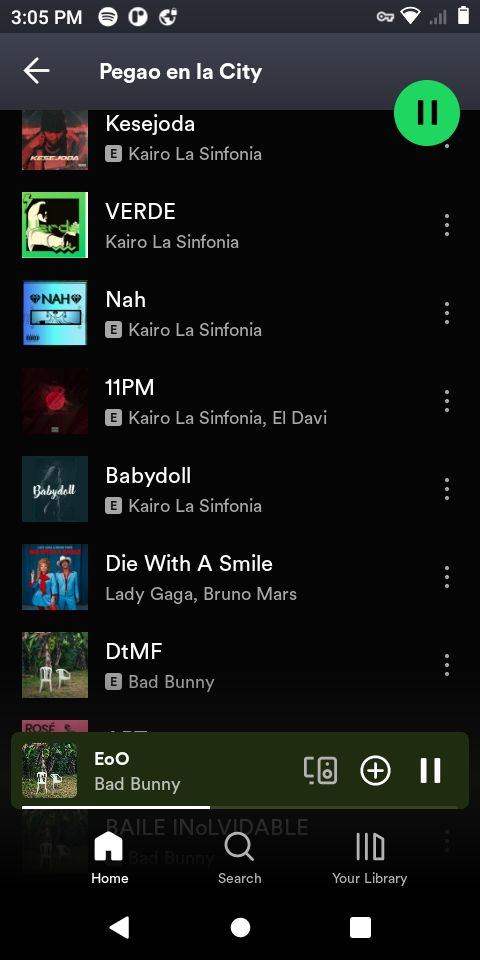 3:05 PM
Pegao en la City
KESEJODA
Kesejoda
E Kairo La Sinfonia
VERDE
Kairo La Sinfonia
NAH
Nah
E Kairo La Sinfonia
11PM
E Kairo La Sinfonia, El Davi
Babydoll
Babydoll
E Kairo La Sinfonia
Die With A Smile
Lady Gaga, Bruno Mars
DtMF
E Bad Bunny
ROSÉ
EoO
Bad Bunny
BAILE INoLVIDABLE
Bad Bunny
Home
Search
Your Library